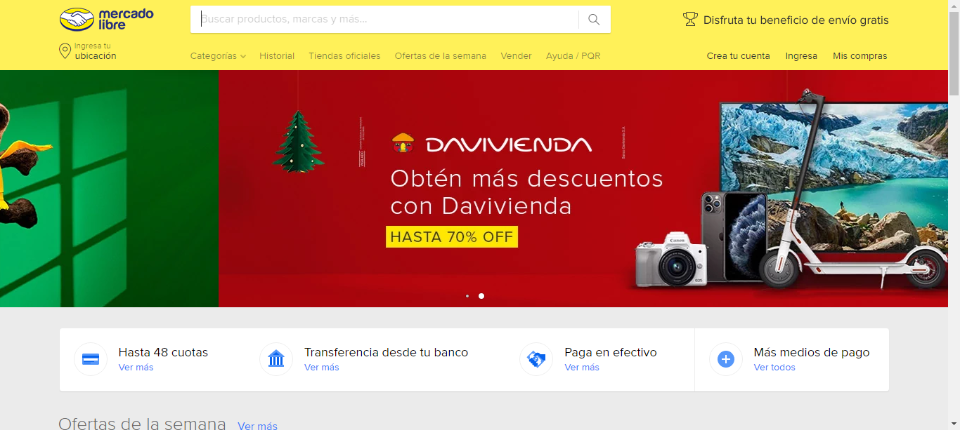 mercado
libre
Buscar productos, marcas y más...
Disfruta tu beneficio de envío gratis
Ingresa tu
ubicación
Categorías
Historial
Tiendas oficiales
Ofertas de la semana
Vender
Ayuda / PQR
Crea tu cuenta
Ingresa
Mis compras
DAVIVIENDA
Obtén más descuentos
con Davivienda
HASTA 70% OFF
Canon
Hasta 48 cuotas
Ver más
Transferencia desde tu banco
Ver más
Paga en efectivo
Ver más
Más medios de pago
Ver todos
Ofertas de la semana Ver más